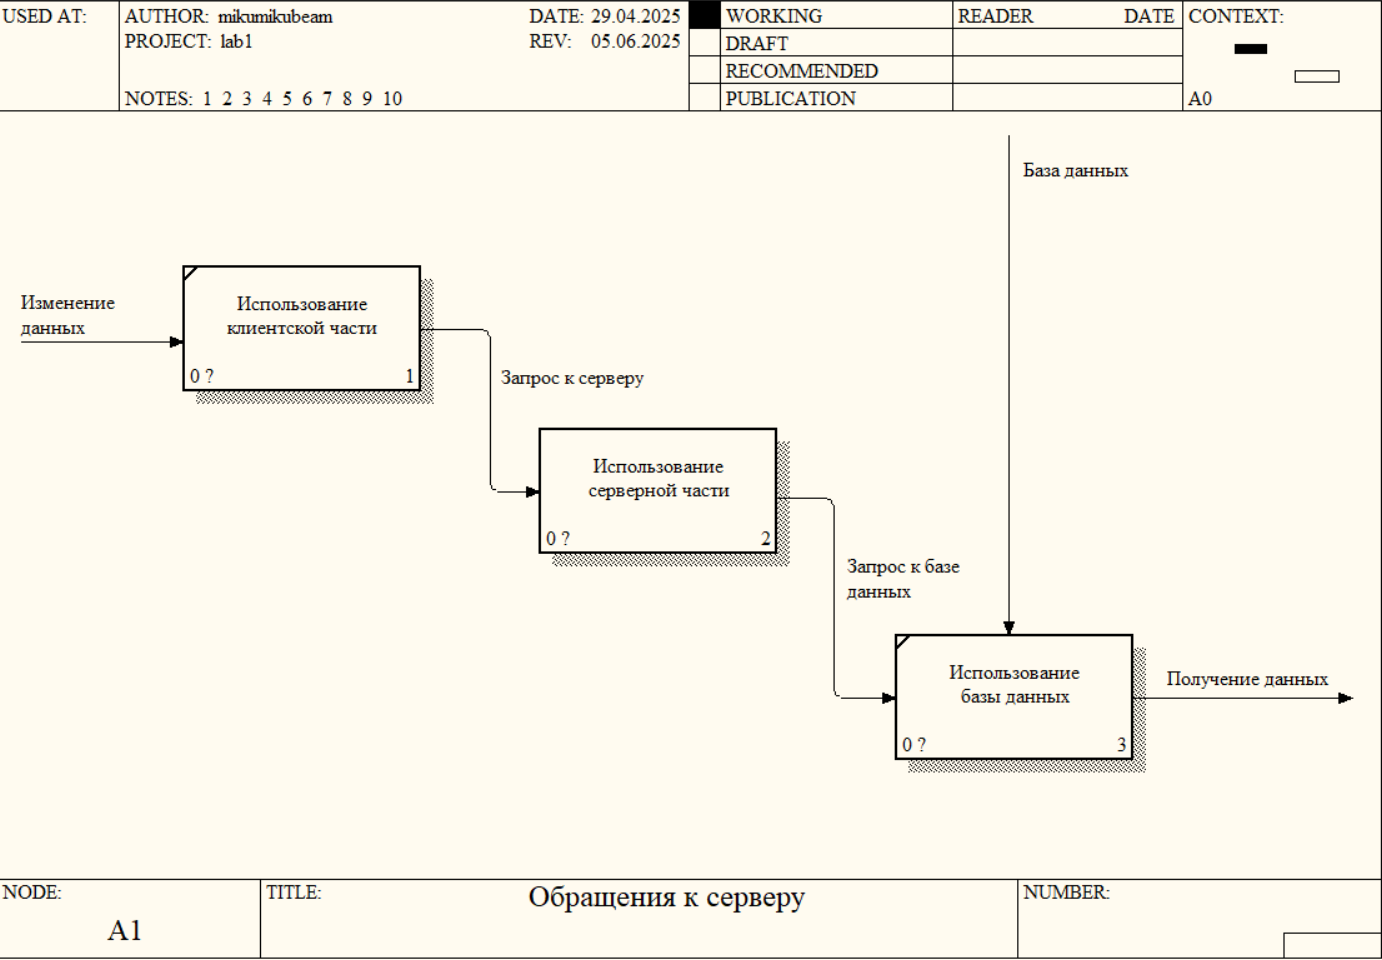 USED AT:
AUTHOR: mikumikubeam
DATE: 29.04.2025
WORKING
READER
DATE
CONTEXT:
PROJECT: lab1
REV: 05.06.2025
DRAFT
RECOMMENDED
NOTES: 1 2 3 4 5 6 7 8 9 10
PUBLICATION
A0
База данных
Изменение
данных
Использование
клиентской части
0 ?
1
Запрос к серверу
Использование
серверной части
0 ?
2
Запрос к базе
данных
Использование
базы данных
0 ?
3
Получение данных
NODE:
A1
TITLE:
Обращения к серверу
NUMBER: